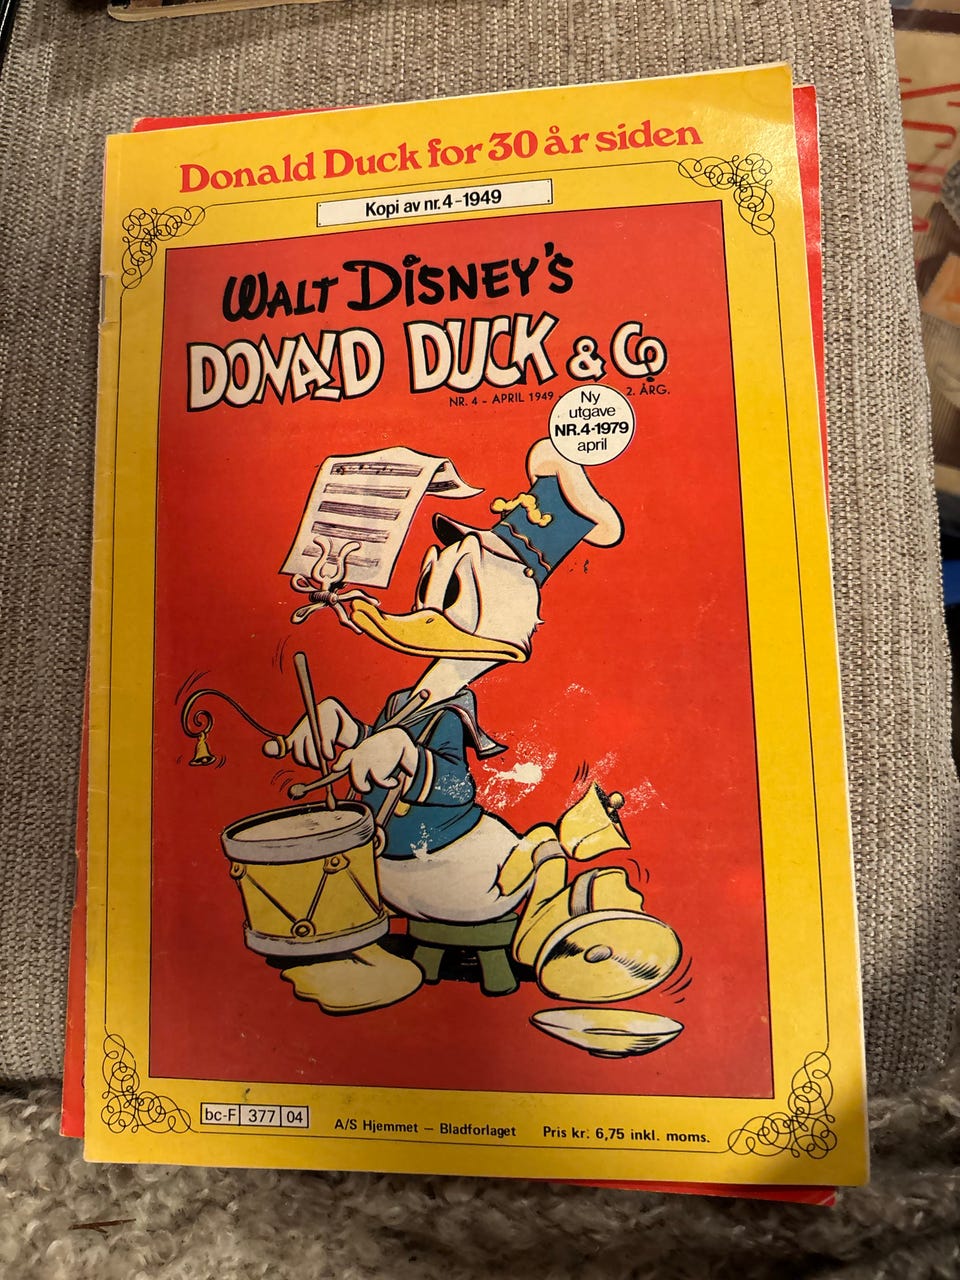 Donald Duck for 30 år siden
Kopi av nr. 4 - 1949
WALT DISNEY'S
DONALD DUCK & CO
NR. 4 - APRIL 1949 2. ÅRG.
Ny
utgave
NR.4-1979
april
bc-F 377 04
A/S Hjemmet — Bladforlaget Pris kr. 6,75 inkl. moms.